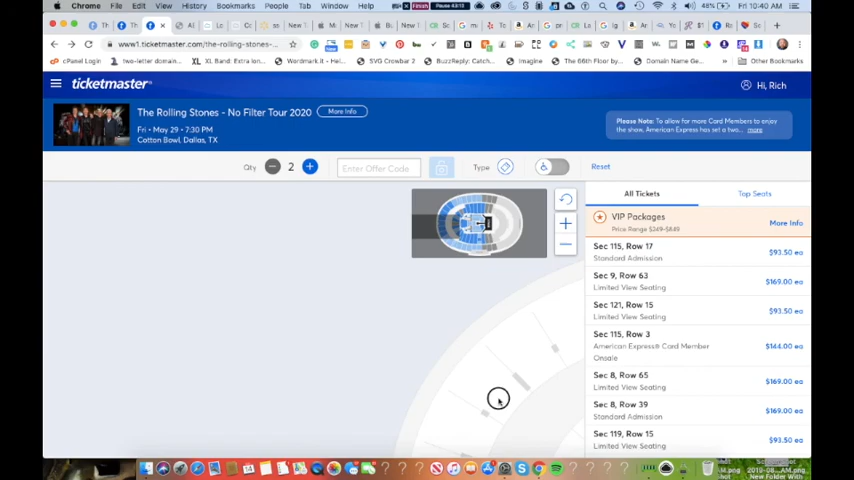 Chrome File Edit View History Bookmarks People Tab Window Help
Finish
48% Fri 10:40 AM
www1.ticketmaster.com/the-rolling-stones-...
cPanel Login
two-letter domain...
XL Band: Extra lon...
Wordmark.it - Hel...
SVG Crowbar 2
BuzzReply: Catch...
Imagine
The 66th Floor by...
Domain Name Ge...
Other Bookmarks
ticketmaster
Hi, Rich
The Rolling Stones - No Filter Tour 2020
More Info
Fri • May 29 • 7:30 PM
Cotton Bowl, Dallas, TX
Please Note: To allow for more Card Members to enjoy
the show, American Express has set a two... more
Qty
2
Enter Offer Code
Type
Reset
All Tickets
Top Seats
VIP Packages
Price Range $249-$849
More Info
Sec 115, Row 17
Standard Admission
$93.50 ea
Sec 9, Row 63
Limited View Seating
$169.00 ea
Sec 121, Row 15
Limited View Seating
$93.50 ea
Sec 115, Row 3
American Express® Card Member
Onsale
$144.00 ea
Sec 8, Row 65
Limited View Seating
$169.00 ea
Sec 8, Row 39
Standard Admission
$169.00 ea
Sec 119, Row 15
Limited View Seating
$93.50 ea
New Folder With